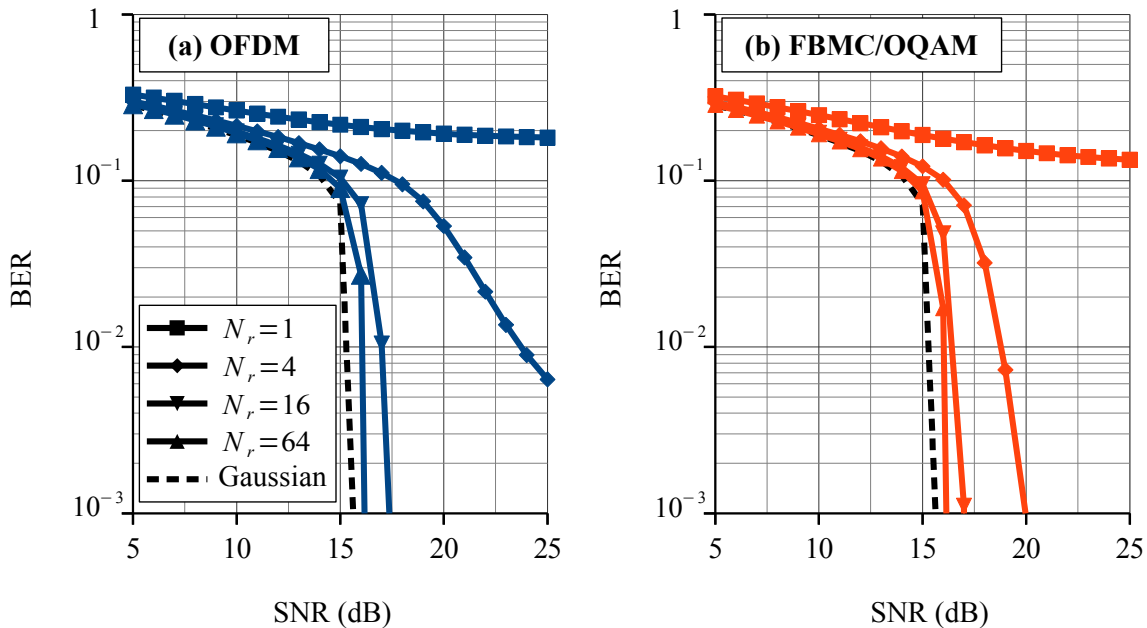 (a) OFDM
1
10⁻¹
10⁻²
10⁻³
BER
N_r=1
N_r=4
N_r=16
N_r=64
Gaussian
5 10 15 20 25
SNR (dB)
(b) FBMC/OQAM
1
10⁻¹
10⁻²
10⁻³
BER
5 10 15 20 25
SNR (dB)